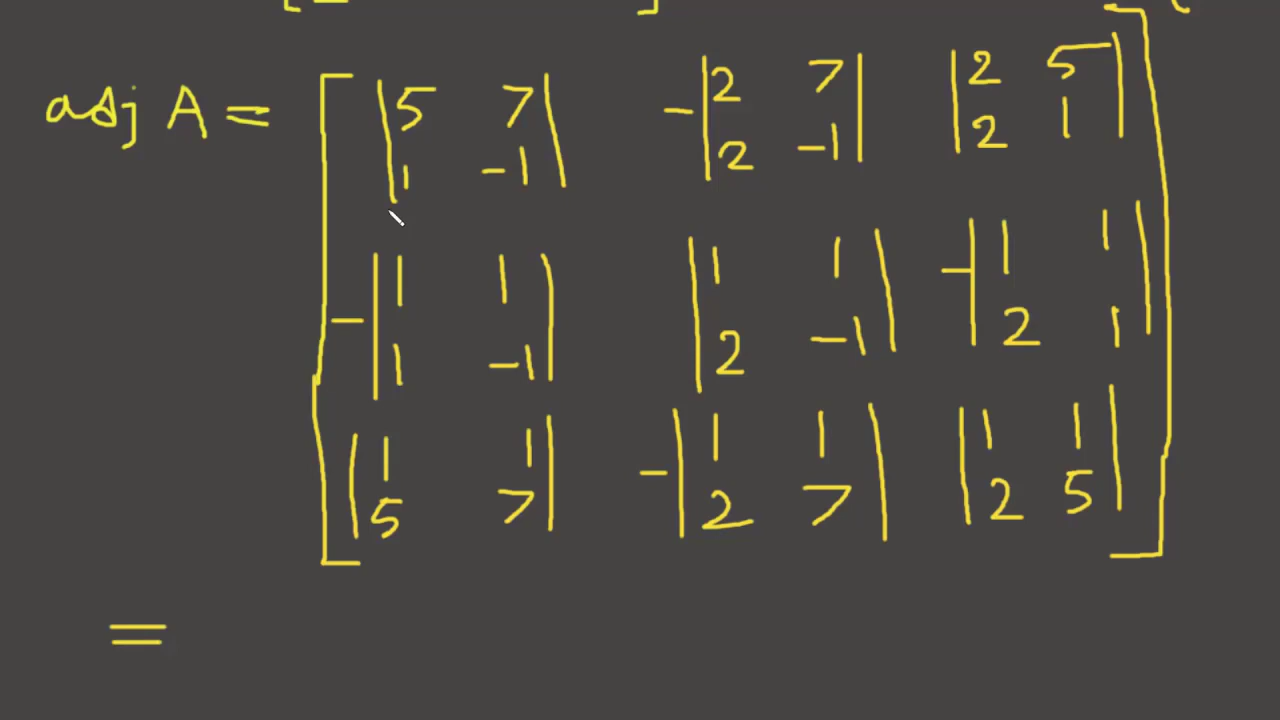 adj A = [ |5 7| -|2 7| |2 5|
|1 -1| |2 -1| |2 1|
-|1 1| |1 1| -|1 1|
|1 -1| |2 -1| |2 1|
|1 1| -|1 1| |1 1|
|5 7| |2 7| |2 5| ]
=